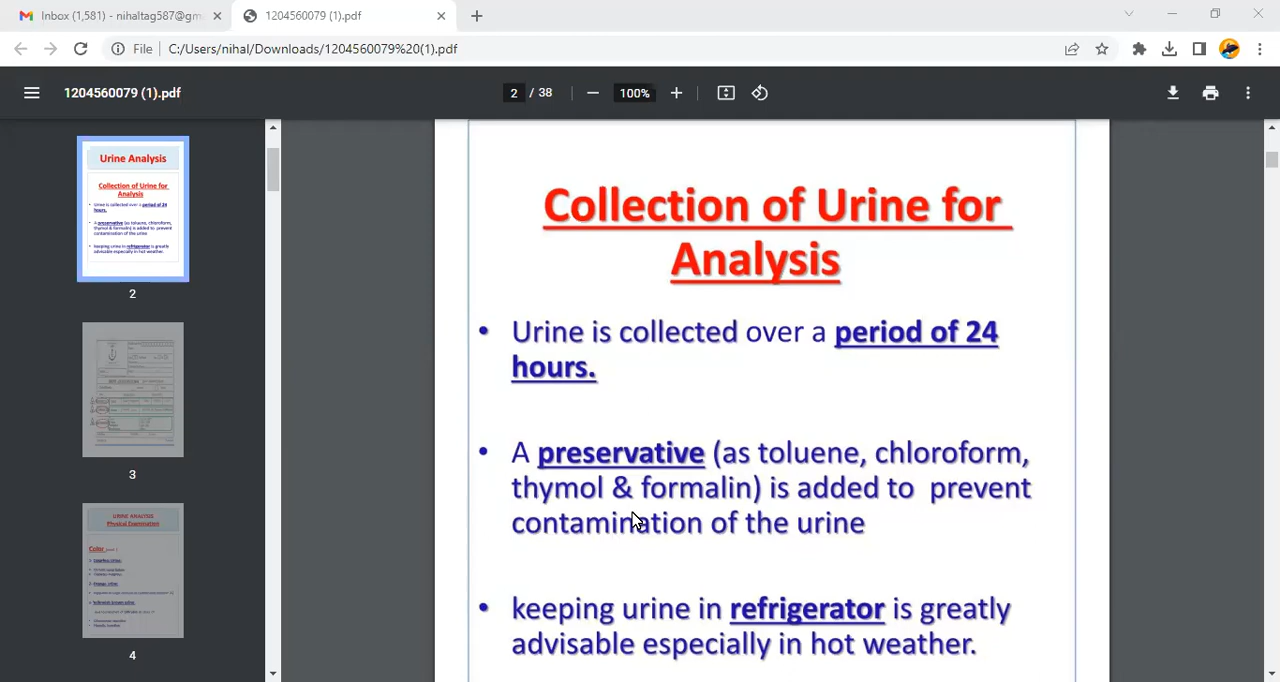 Inbox (1,581) - nihaltag587@gm
1204560079 (1).pdf
File
C:/Users/nihal/Downloads/1204560079%20(1).pdf
1204560079 (1).pdf
2 / 38
100%
Urine Analysis
Collection of Urine for
Analysis
Urine is collected over a period of 24
hours.
A preservative (as toluene, chloroform,
thymol & formalin) is added to prevent
contamination of the urine
keeping urine in refrigerator is greatly
advisable especially in hot weather.
2
3
URINE ANALYSIS
Physical Examination
Color
4
Collection of Urine for
Analysis
• Urine is collected over a period of 24
hours.
• A preservative (as toluene, chloroform,
thymol & formalin) is added to  prevent
contamination of the urine
• keeping urine in refrigerator is greatly
advisable especially in hot weather.